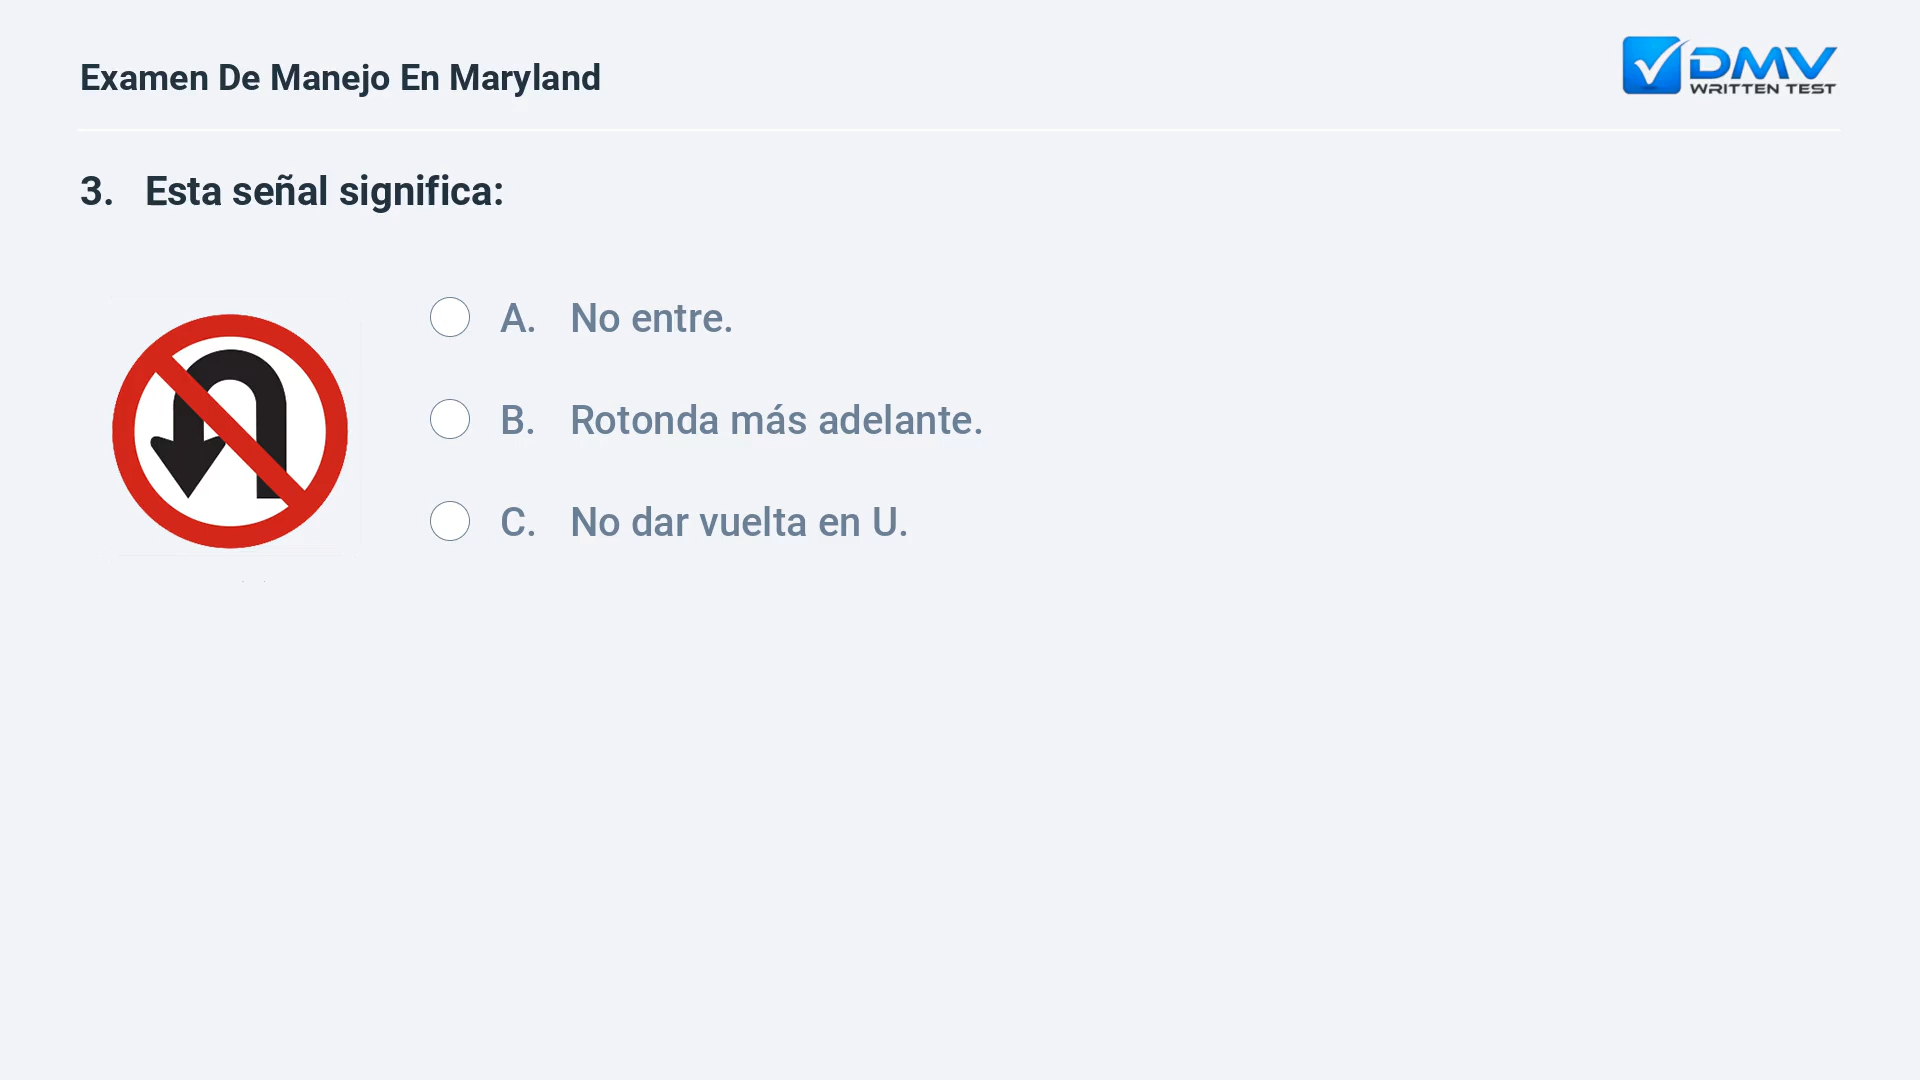 Examen De Manejo En Maryland
DMV
WRITTEN TEST
3. Esta señal significa:
A. No entre.
B. Rotonda más adelante.
C. No dar vuelta en U.